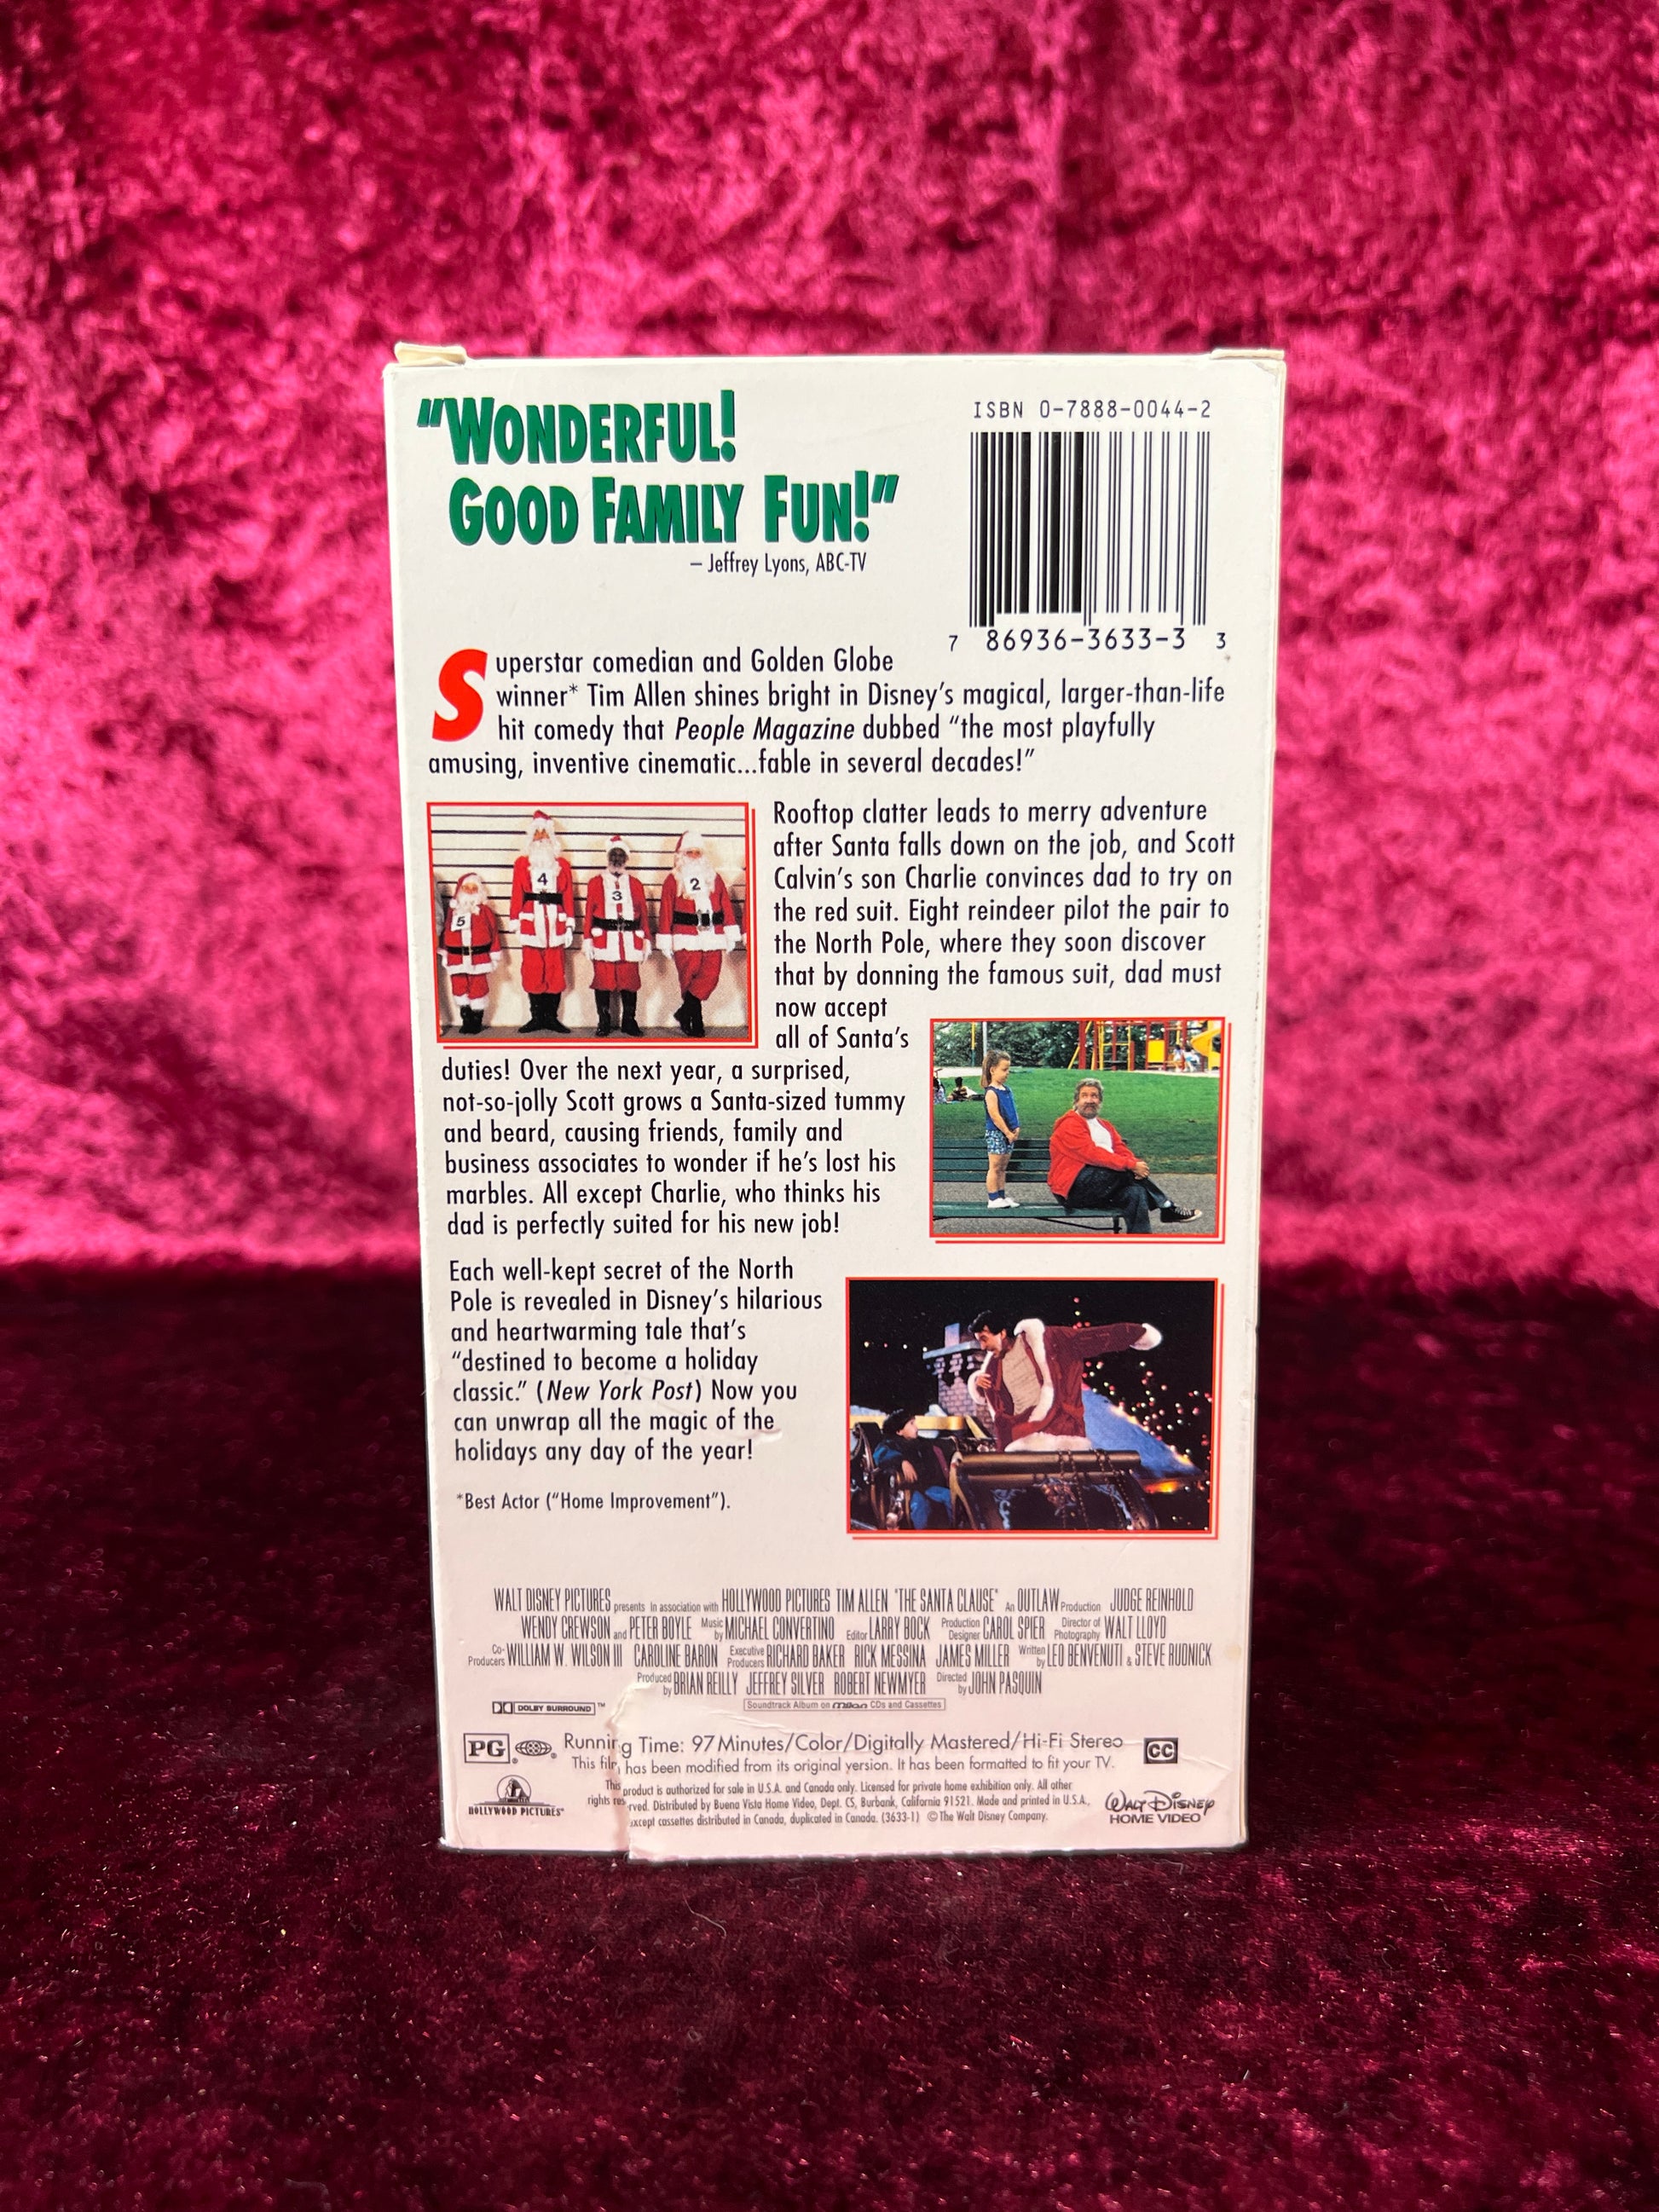 "WONDERFUL!
GOOD FAMILY FUN!"
– Jeffrey Lyons, ABC-TV
ISBN 0-7888-0044-2
7 86936-3633-3 3
Superstar comedian and Golden Globe
winner* Tim Allen shines bright in Disney's magical, larger-than-life
hit comedy that People Magazine dubbed "the most playfully
amusing, inventive cinematic...fable in several decades!"
5
4
3
2
Rooftop clatter leads to merry adventure
after Santa falls down on the job, and Scott
Calvin's son Charlie convinces dad to try on
the red suit. Eight reindeer pilot the pair to
the North Pole, where they soon discover
that by donning the famous suit, dad must
now accept
all of Santa's
duties! Over the next year, a surprised,
not-so-jolly Scott grows a Santa-sized tummy
and beard, causing friends, family and
business associates to wonder if he's lost his
marbles. All except Charlie, who thinks his
dad is perfectly suited for his new job!
Each well-kept secret of the North
Pole is revealed in Disney's hilarious
and heartwarming tale that's
"destined to become a holiday
classic." (New York Post) Now you
can unwrap all the magic of the
holidays any day of the year!
*Best Actor ("Home Improvement").
WALT DISNEY PICTURES presents In association with HOLLYWOOD PICTURES TIM ALLEN "THE SANTA CLAUSE" An OUTLAW Production JUDGE REINHOLD
WENDY CREWSON and PETER BOYLE Music by MICHAEL CONVERTINO Editor LARRY BOCK Production Designer CAROL SPIER Director of Photography WALT LLOYD
Co-Producers WILLIAM W. WILSON III CAROLINE BARON Executive Producers RICHARD BAKER RICK MESSINA JAMES MILLER Written by LEO BENVENUTI & STEVE RUDNICK
Produced by BRIAN REILLY JEFFREY SILVER ROBERT NEWMYER Directed by JOHN PASQUIN
DOLBY SURROUND ™
Soundtrack Album on milan CDs and Cassettes
PG
Running Time: 97 Minutes/Color/Digitally Mastered/Hi-Fi Stereo
CC
This film has been modified from its original version. It has been formatted to fit your TV.
This product is authorized for sale in U.S.A. and Canada only. Licensed for private home exhibition only. All other
rights reserved. Distributed by Buena Vista Home Video, Dept. CS, Burbank, California 91521. Made and printed in U.S.A.,
except cassettes distributed in Canada, duplicated in Canada. (3633-1) © The Walt Disney Company.
HOLLYWOOD PICTURES®
WALT DISNEY
HOME VIDEO